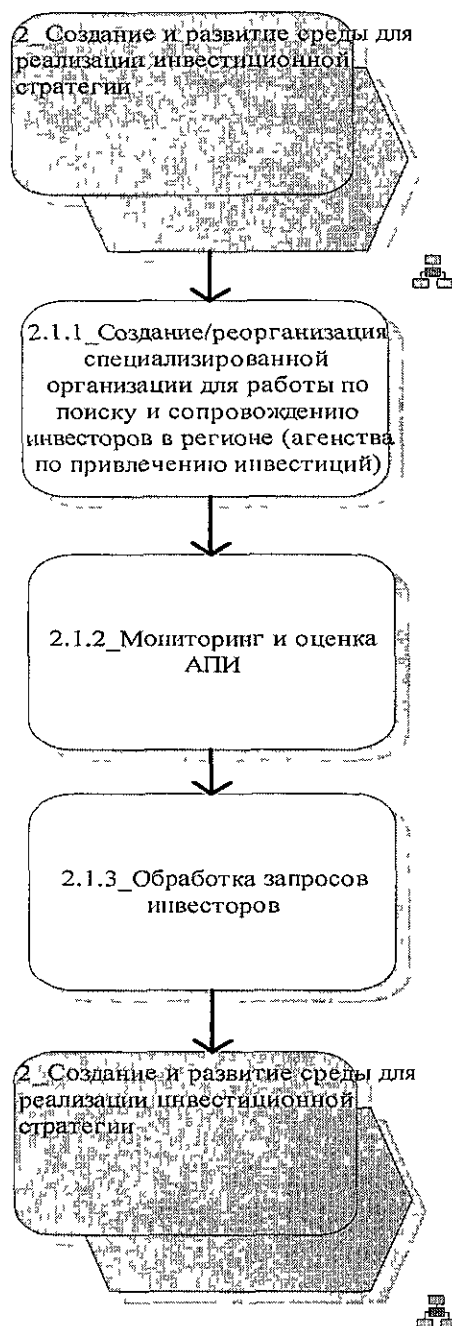 2_Создание и развитие среды для
реализации инвестиционной
стратегии
2.1.1_Создание/реорганизация
специализированной
организации для работы по
поиску и сопровождению
инвесторов в регионе (агенства
по привлечению инвестиций)
2.1.2_Мониторинг и оценка
АПИ
2.1.3_Обработка запросов
инвесторов
2_Создание и развитие среды для
реализации инвестиционной
стратегии